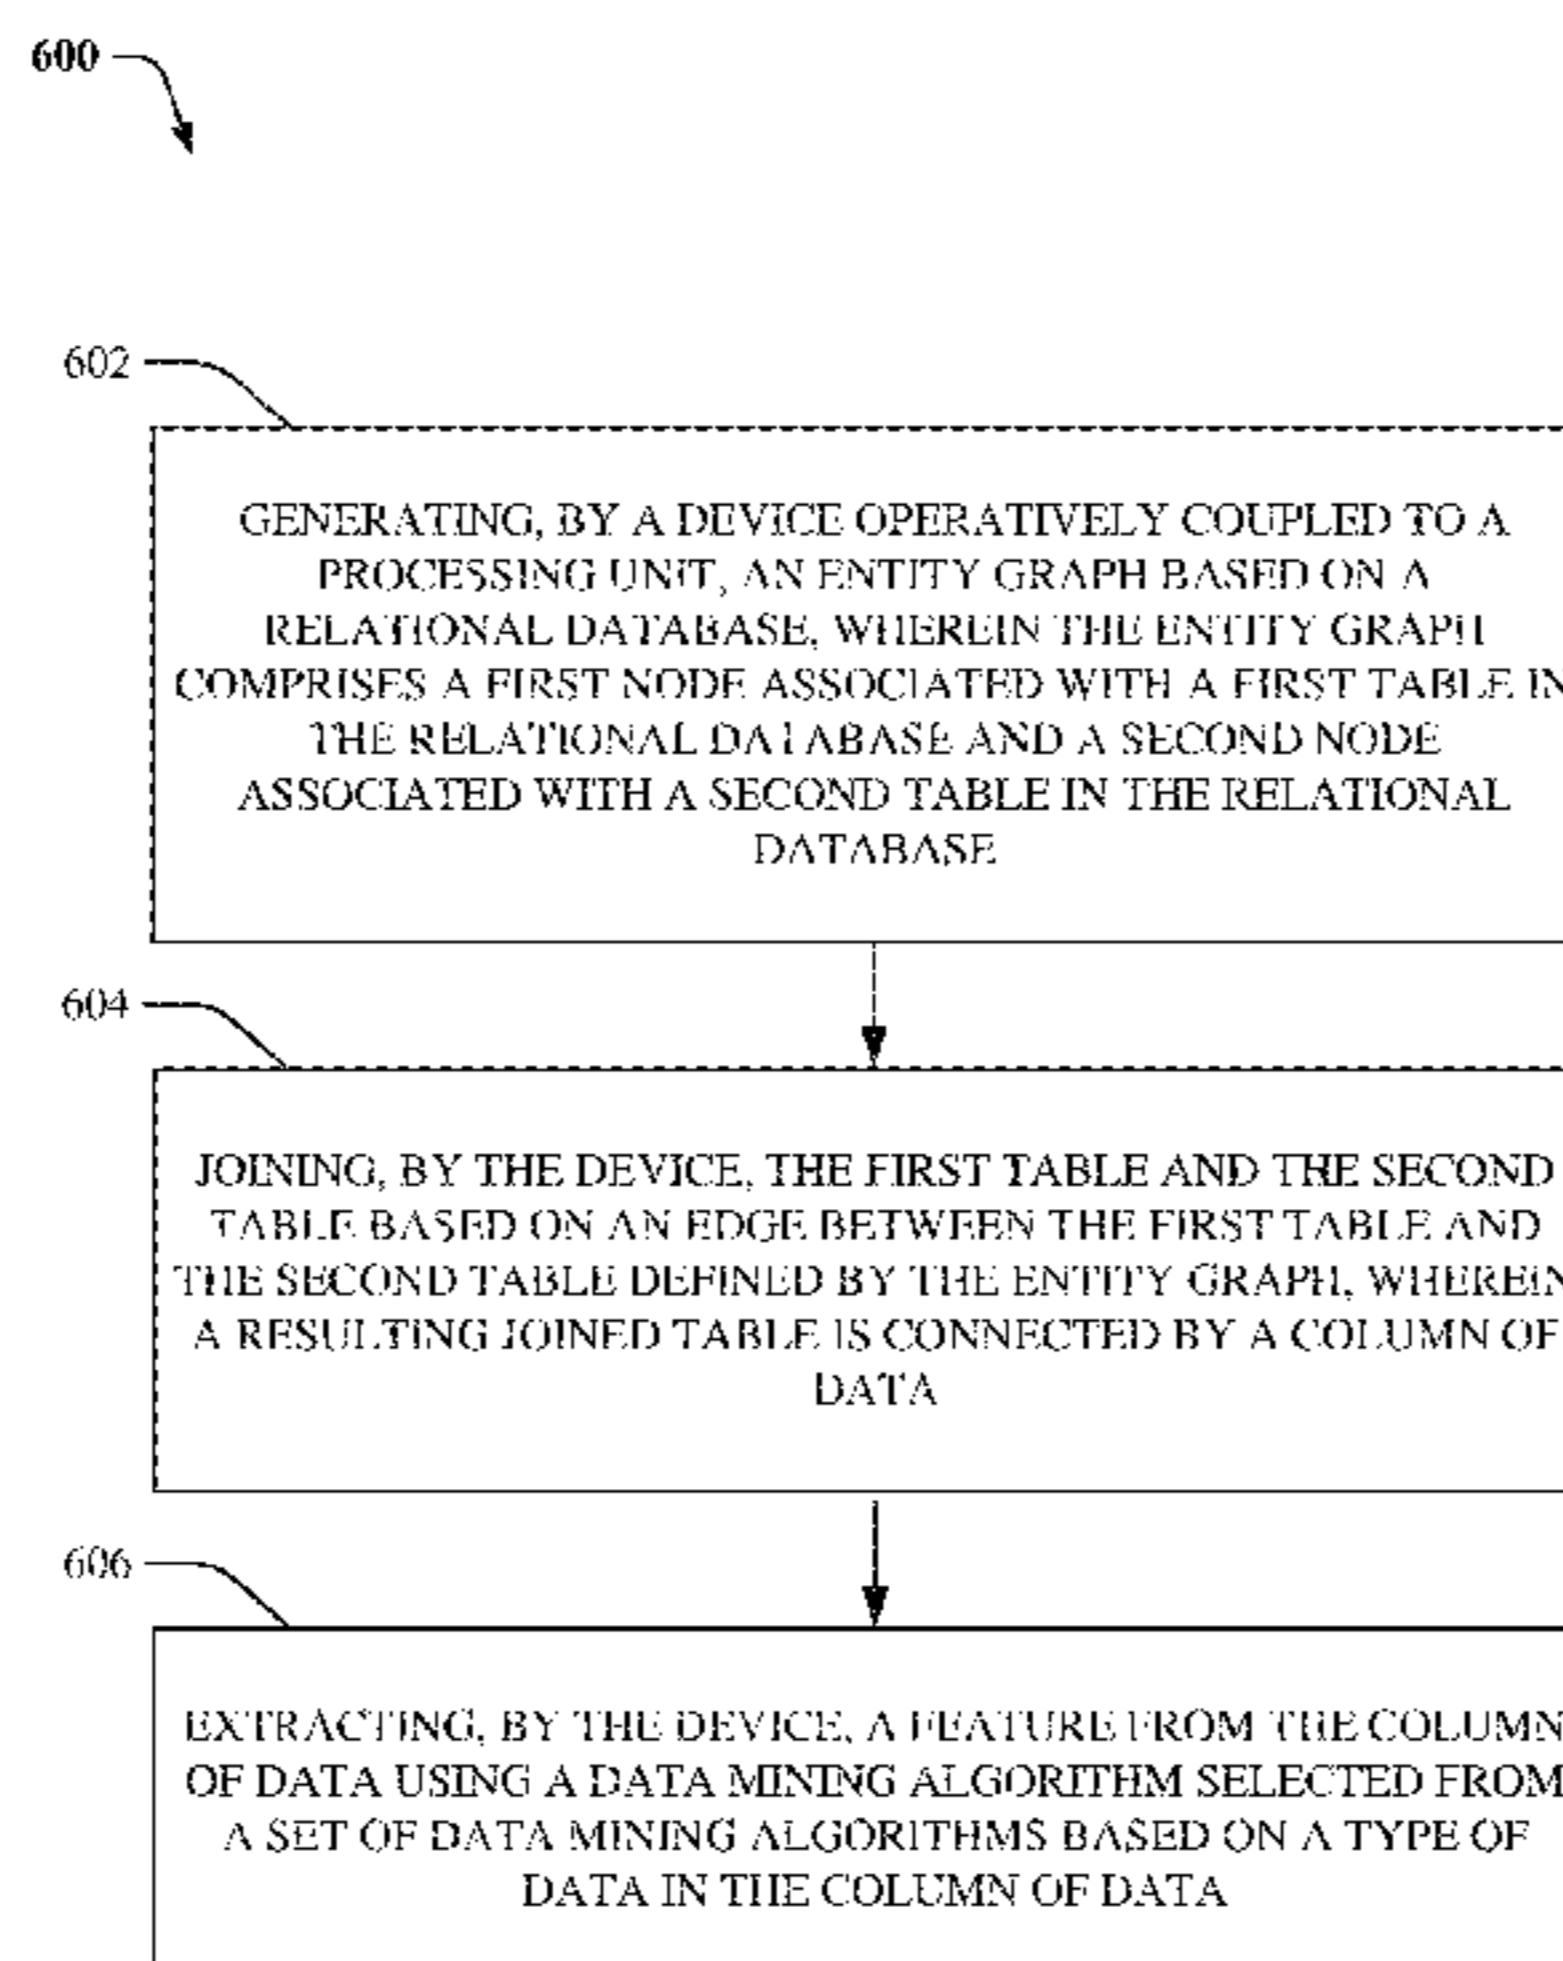 600
602
GENERATING, BY A DEVICE OPERATIVELY COUPLED TO A
PROCESSING UNIT, AN ENTITY GRAPH BASED ON A
RELATIONAL DATABASE, WHEREIN THE ENTITY GRAPH
COMPRISES A FIRST NODE ASSOCIATED WITH A FIRST TABLE IN
THE RELATIONAL DATABASE AND A SECOND NODE
ASSOCIATED WITH A SECOND TABLE IN THE RELATIONAL
DATABASE
604
JOINING, BY THE DEVICE, THE FIRST TABLE AND THE SECOND
TABLE BASED ON AN EDGE BETWEEN THE FIRST TABLE AND
THE SECOND TABLE DEFINED BY THE ENTITY GRAPH, WHEREIN
A RESULTING JOINED TABLE IS CONNECTED BY A COLUMN OF
DATA
606
EXTRACTING, BY THE DEVICE, A FEATURE FROM THE COLUMN
OF DATA USING A DATA MINING ALGORITHM SELECTED FROM
A SET OF DATA MINING ALGORITHMS BASED ON A TYPE OF
DATA IN THE COLUMN OF DATA